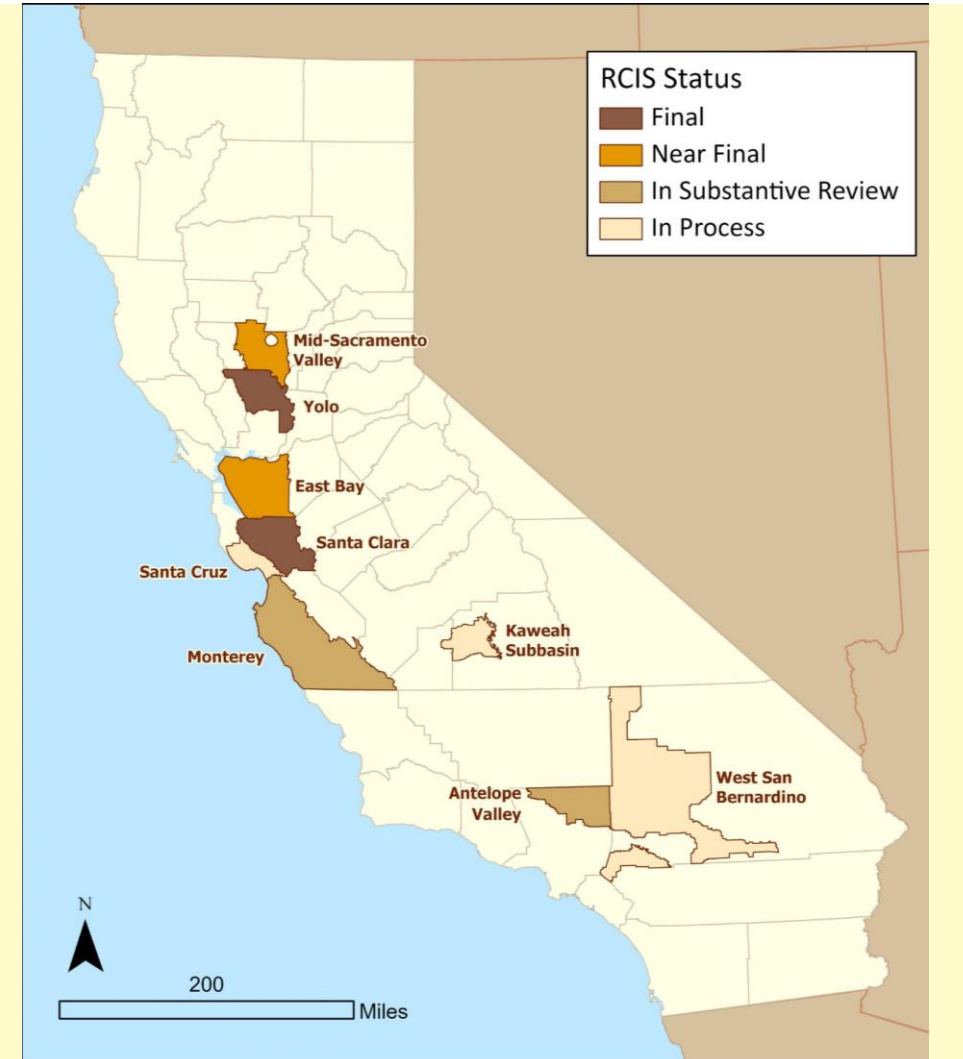 RCIS Status
Final
Near Final
In Substantive Review
In Process
Mid-Sacramento
Valley
Yolo
East Bay
Santa Clara
Santa Cruz
Monterey
Kaweah
Subbasin
West San
Bernardino
Antelope
Valley
N
200
Miles